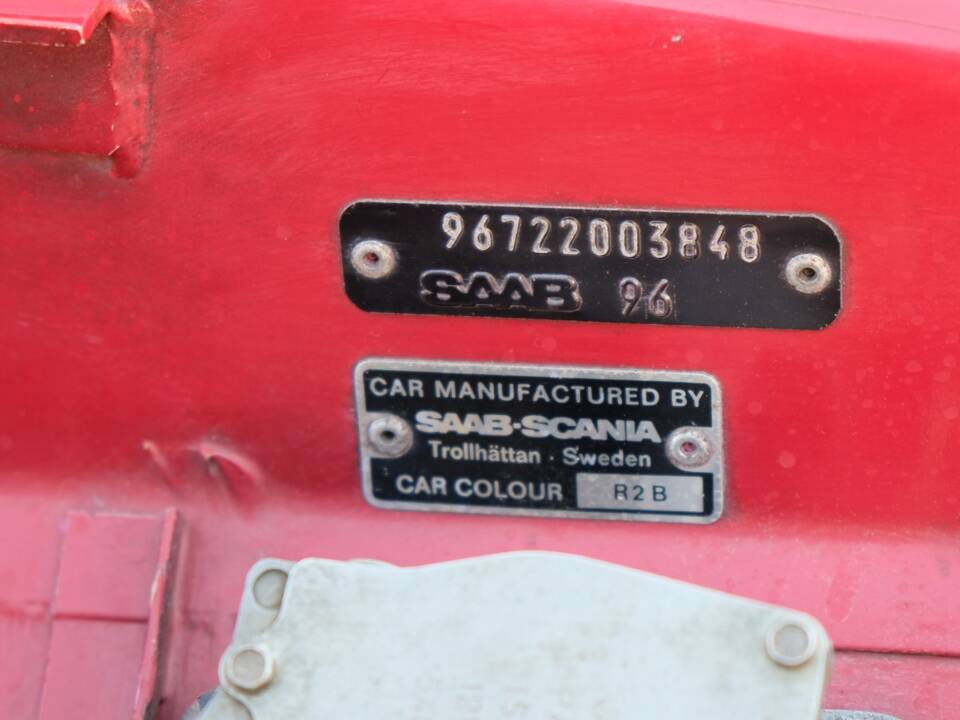 96722003848
SAAB 96
CAR MANUFACTURED BY
SAAB-SCANIA
Trollhättan · Sweden
CAR COLOUR R2B